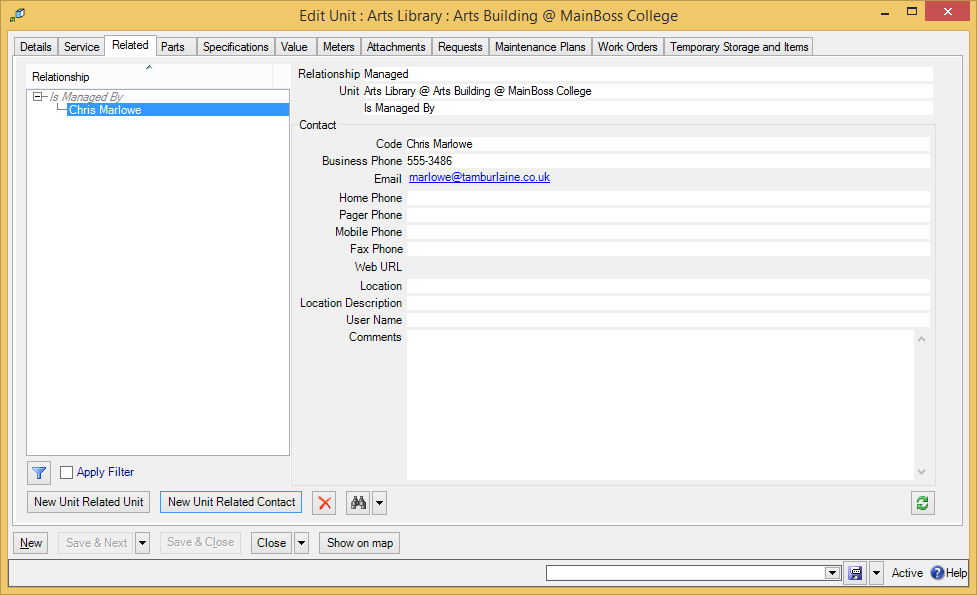 Edit Unit : Arts Library : Arts Building @ MainBoss College
Details Service Related Parts Specifications Value Meters Attachments Requests Maintenance Plans Work Orders Temporary Storage and Items
Relationship
Is Managed By
Chris Marlowe
Relationship Managed
Unit Arts Library @ Arts Building @ MainBoss College
Is Managed By
Contact
Code Chris Marlowe
Business Phone 555-3486
Email marlowe@tamburlaine.co.uk
Home Phone
Pager Phone
Mobile Phone
Fax Phone
Web URL
Location
Location Description
User Name
Comments
Apply Filter
New Unit Related Unit New Unit Related Contact
New Save & Next Save & Close Close Show on map
Active Help